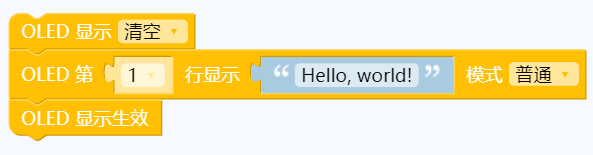 OLED 显示 清空
OLED 第 1 行显示 “ Hello, world! ” 模式 普通
OLED 显示生效